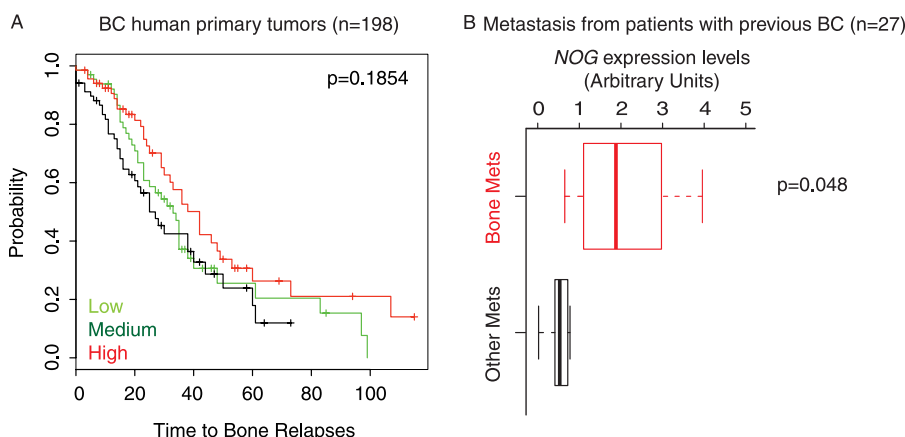 A
BC human primary tumors (n=198)
p=0.1854
Probability
1.0
0.8
0.6
0.4
0.2
0.0
Low
Medium
High
0 20 40 60 80 100
Time to Bone Relapses
B Metastasis from patients with previous BC (n=27)
NOG expression levels
(Arbitrary Units)
0 1 2 3 4 5
Bone Mets
p=0.048
Other Mets